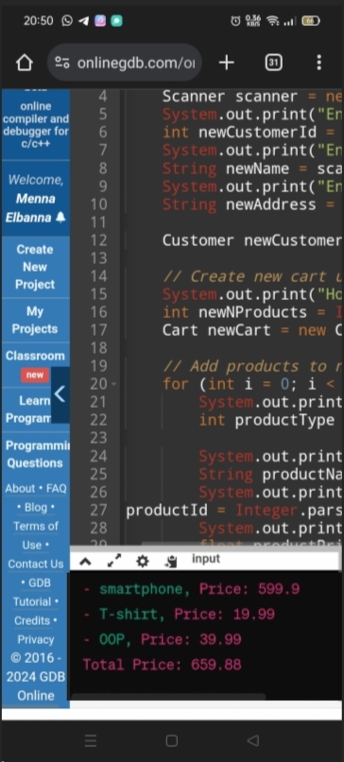 20:50
0.36
KB/S
onlinegdb.com/oı
31
online
compiler and
debugger for
c/c++
Welcome,
Menna
Elbanna
Create
New
Project
My
Projects
Classroom
new
Learn
Program
Programmi
Questions
About • FAQ
• Blog •
Terms of
Use •
Contact Us
• GDB
Tutorial •
Credits •
Privacy
© 2016 -
2024 GDB
Online
4 Scanner scanner = ne
5 System.out.print("En
6 int newCustomerId =
7 System.out.print("En
8 String newName = sca
9 System.out.print("En
10 String newAddress =
11
12 Customer newCustomer
13
14 // Create new cart u
15 System.out.print("Ho
16 int newNProducts = I
17 Cart newCart = new C
18
19 // Add products to n
20 for (int i = 0; i <
21 System.out.print
22 int productType
23
24 System.out.print
25 String productNa
26 System.out.print
27 productId = Integer.pars
28 System.out.print
29 float productPri
input
- smartphone, Price: 599.9
- T-shirt, Price: 19.99
- OOP, Price: 39.99
Total Price: 659.88